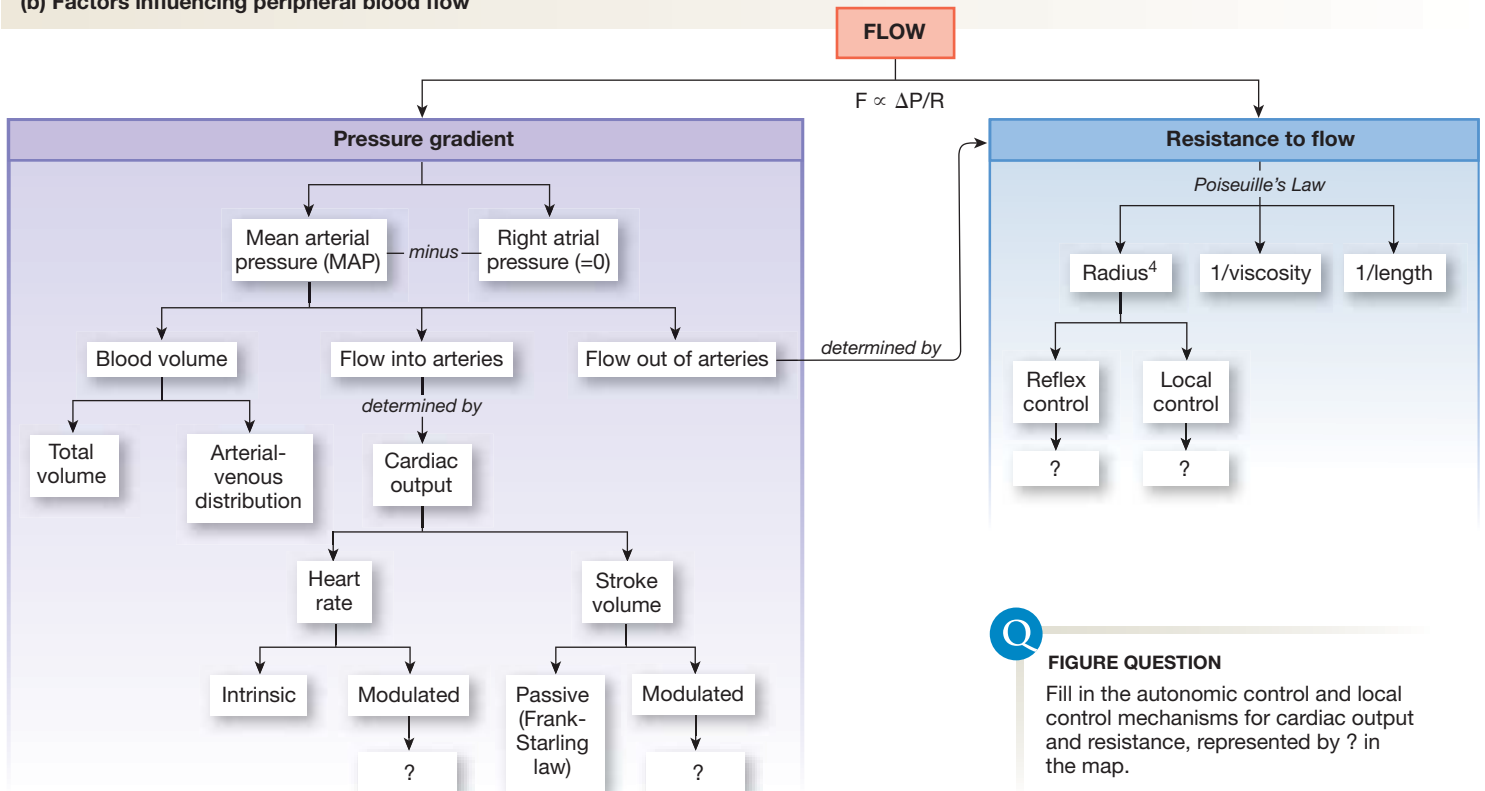 (b) Factors influencing peripheral blood flow
FLOW
F ∝ ΔP/R
Pressure gradient
Mean arterial
pressure (MAP)
minus
Right atrial
pressure (=0)
Blood volume
Flow into arteries
Flow out of arteries
determined by
determined by
Total
volume
Arterial-
venous
distribution
Cardiac
output
Heart
rate
Stroke
volume
Intrinsic
Modulated
Passive
(Frank-
Starling
law)
Modulated
?
?
Resistance to flow
Poiseuille's Law
Radius⁴
1/viscosity
1/length
Reflex
control
Local
control
?
?
Q
FIGURE QUESTION
Fill in the autonomic control and local
control mechanisms for cardiac output
and resistance, represented by ? in
the map.